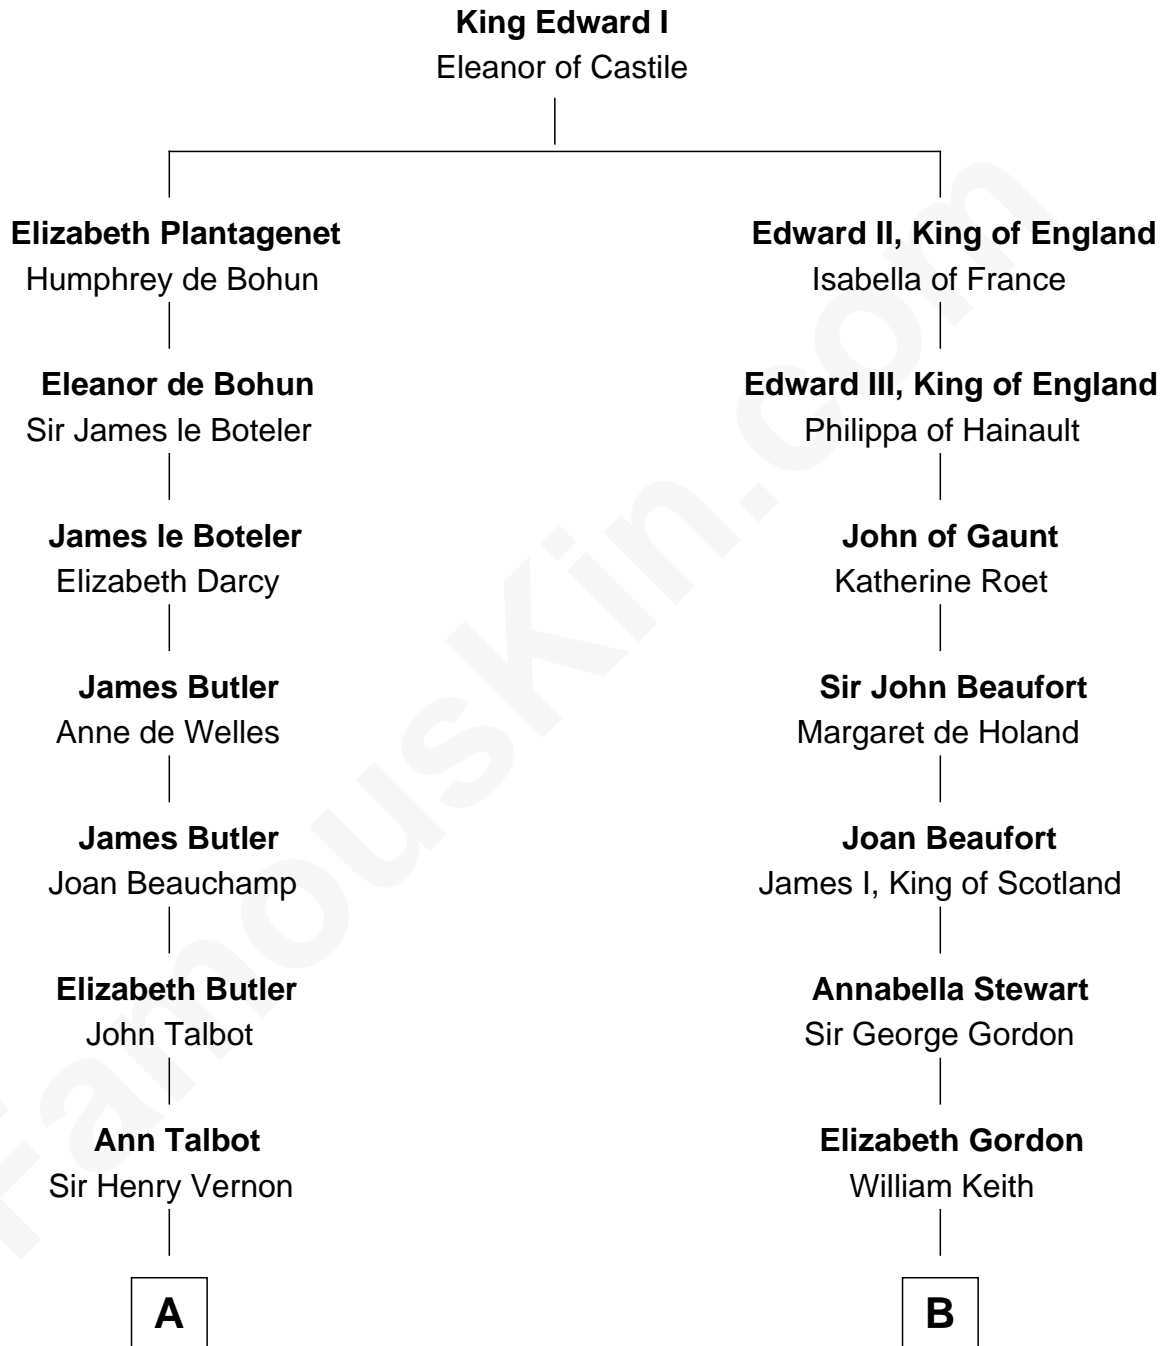 King Edward I
Eleanor of Castile
Elizabeth Plantagenet
Humphrey de Bohun
Eleanor de Bohun
Sir James le Boteler
James le Boteler
Elizabeth Darcy
James Butler
Anne de Welles
James Butler
Joan Beauchamp
Elizabeth Butler
John Talbot
Ann Talbot
Sir Henry Vernon
A
Edward II, King of England
Isabella of France
Edward III, King of England
Philippa of Hainault
John of Gaunt
Katherine Roet
Sir John Beaufort
Margaret de Holand
Joan Beaufort
James I, King of Scotland
Annabella Stewart
Sir George Gordon
Elizabeth Gordon
William Keith
B
FamousKin.com